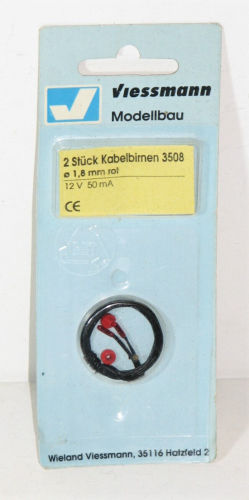 Viessmann
Modellbau
2 Stück Kabelbirnen 3508
ø 1,8 mm rot
12 V 50 mA
CE
Wieland Viessmann, 35116 Hatzfeld 2